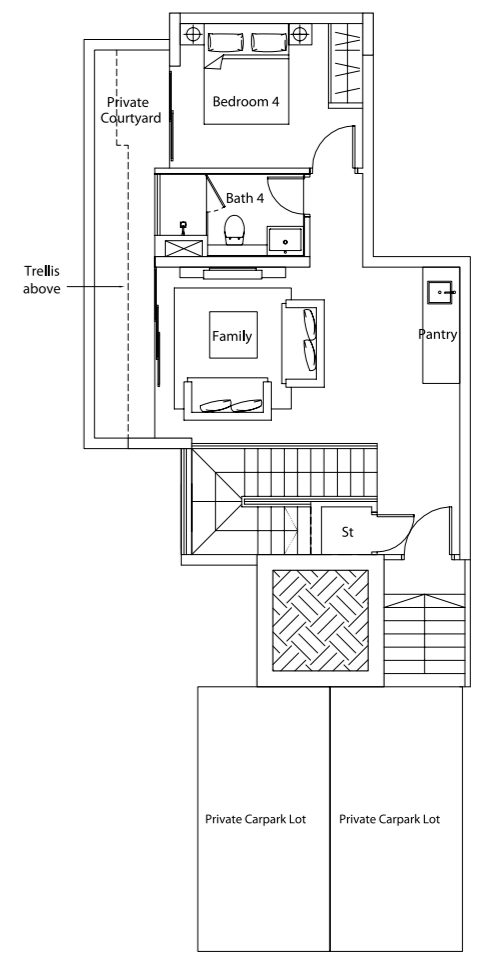 Private
Courtyard
Bedroom 4
Bath 4
Trellis
above
Family
Pantry
St
Private Carpark Lot
Private Carpark Lot